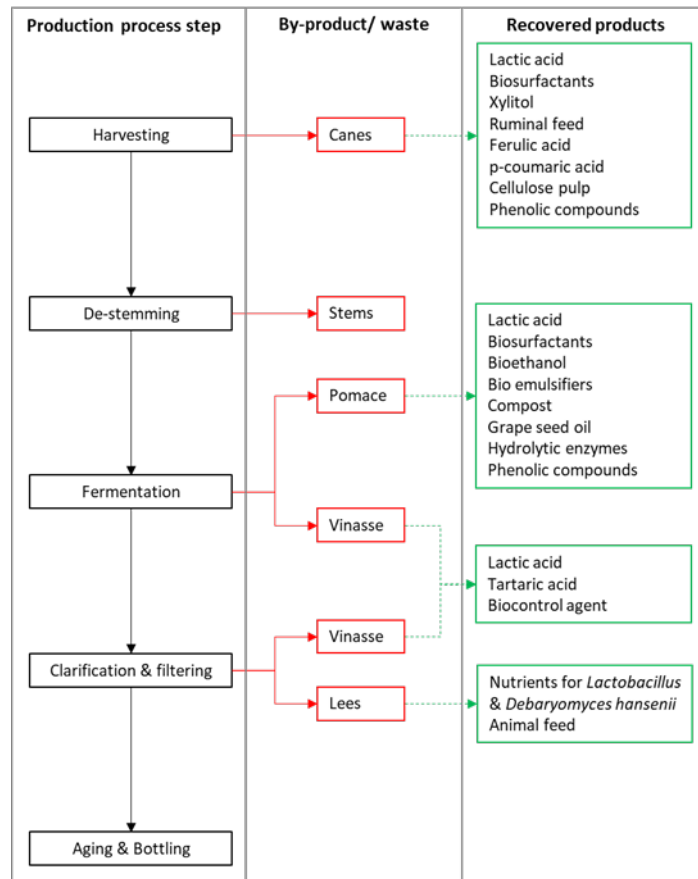 Production process step
By-product/ waste
Recovered products
Harvesting
Canes
Lactic acid
Biosurfactants
Xylitol
Ruminal feed
Ferulic acid
p-coumaric acid
Cellulose pulp
Phenolic compounds
De-stemming
Stems
Pomace
Lactic acid
Biosurfactants
Bioethanol
Bio emulsifiers
Compost
Grape seed oil
Hydrolytic enzymes
Phenolic compounds
Fermentation
Vinasse
Lactic acid
Tartaric acid
Biocontrol agent
Vinasse
Clarification & filtering
Lees
Nutrients for Lactobacillus
& Debaryomyces hansenii
Animal feed
Aging & Bottling